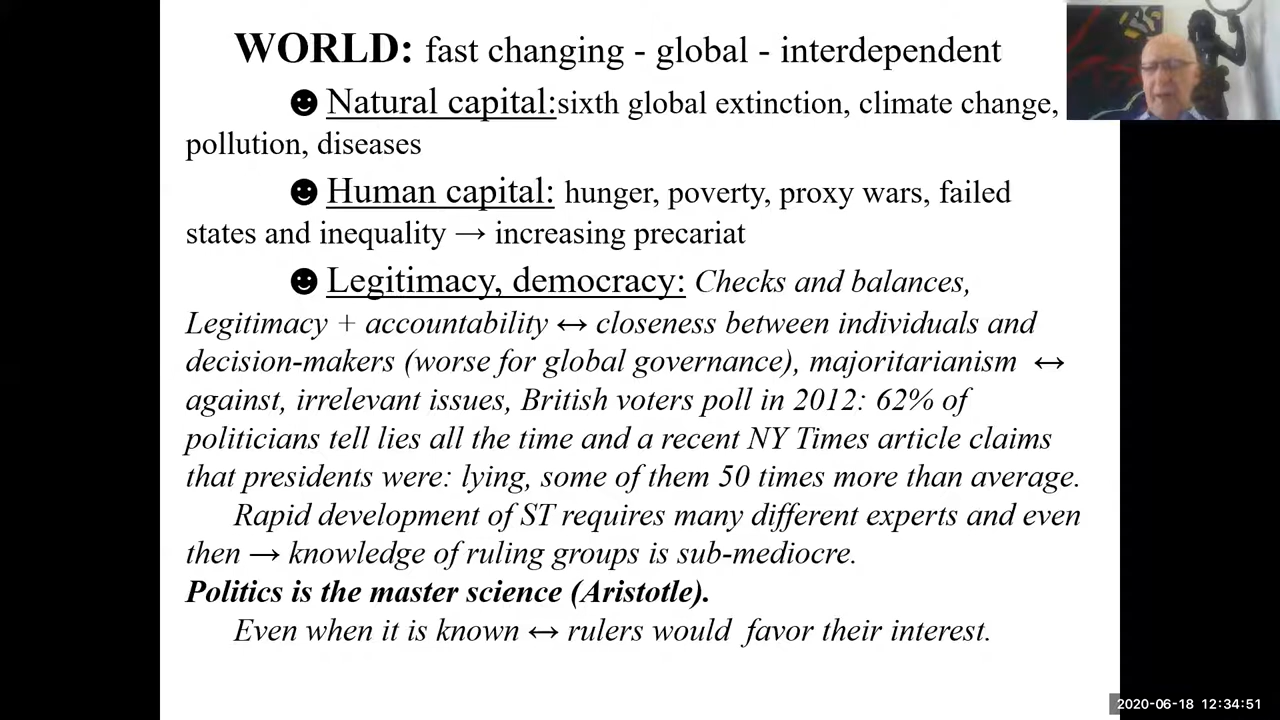 WORLD: fast changing - global - interdependent
☻ Natural capital:sixth global extinction, climate change,
pollution, diseases
☻ Human capital: hunger, poverty, proxy wars, failed
states and inequality → increasing precariat
☻ Legitimacy, democracy: Checks and balances,
Legitimacy + accountability ↔ closeness between individuals and
decision-makers (worse for global governance), majoritarianism ↔
against, irrelevant issues, British voters poll in 2012: 62% of
politicians tell lies all the time and a recent NY Times article claims
that presidents were: lying, some of them 50 times more than average.
Rapid development of ST requires many different experts and even
then → knowledge of ruling groups is sub-mediocre.
Politics is the master science (Aristotle).
Even when it is known ↔ rulers would favor their interest.
2020-06-18 12:34:51